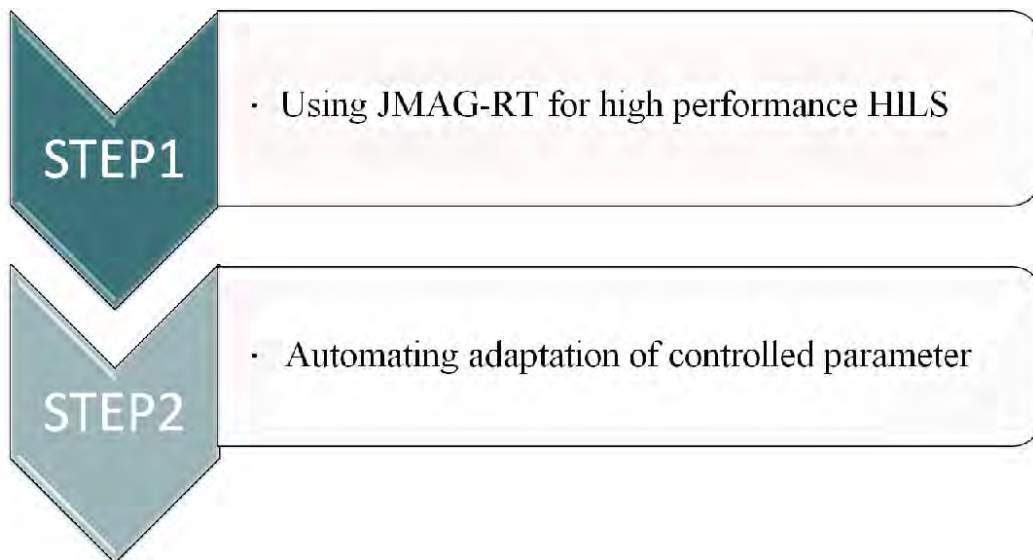 STEP1
· Using JMAG-RT for high performance HILS
STEP2
· Automating adaptation of controlled parameter